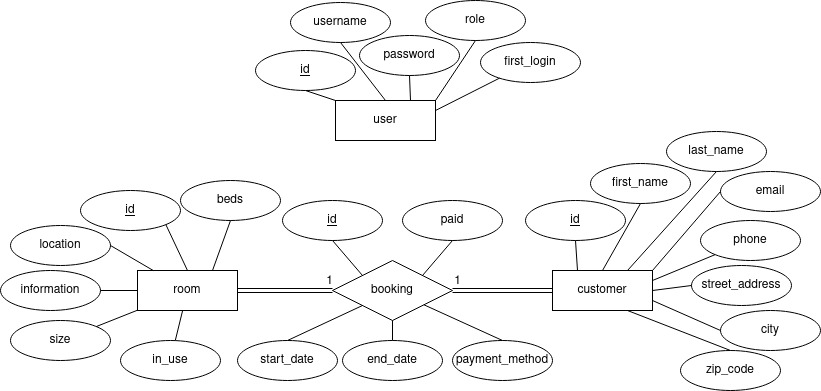 username
role
password
id
first_login
user
last_name
first_name
email
id
beds
id
paid
id
location
phone
information
room
1
booking
1
customer
street_address
size
in_use
start_date
end_date
payment_method
city
zip_code